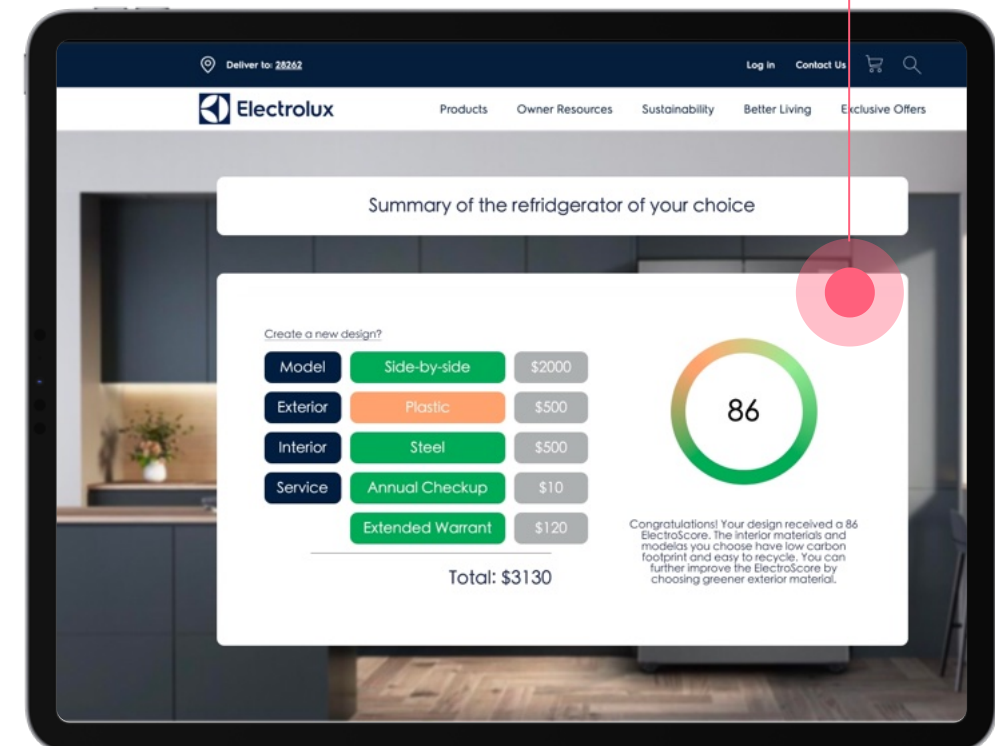 Deliver to: 28262
Log in
Contact Us
Electrolux
Products
Owner Resources
Sustainability
Better Living
Exclusive Offers
Summary of the refridgerator of your choice
Create a new design?
Model Side-by-side $2000
Exterior Plastic $500
Interior Steel $500
Service Annual Checkup $10
Extended Warrant $120
Total: $3130
86
Congratulations! Your design received a 86
ElectroScore. The interior materials and
modelas you choose have low carbon
footprint and easy to recycle. You can
further improve the ElectroScore by
choosing greener exterior material.